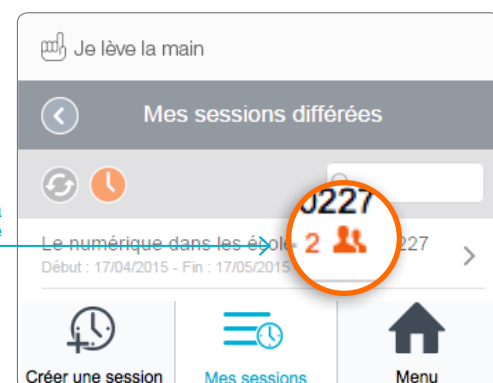 Je lève la main
Mes sessions différées
0227
Le numérique dans les école 2 227
Début : 17/04/2015 - Fin : 17/05/2015
Créer une session Mes sessions Menu